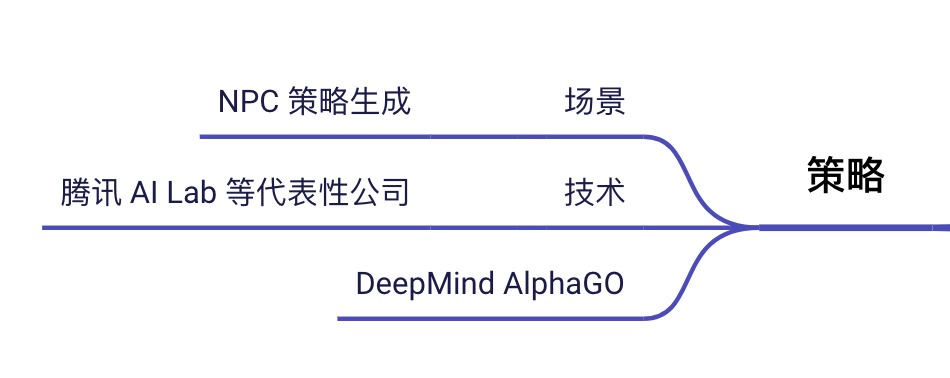 NPC 策略生成
场景
策略
腾讯 AI Lab 等代表性公司
技术
DeepMind AlphaGO